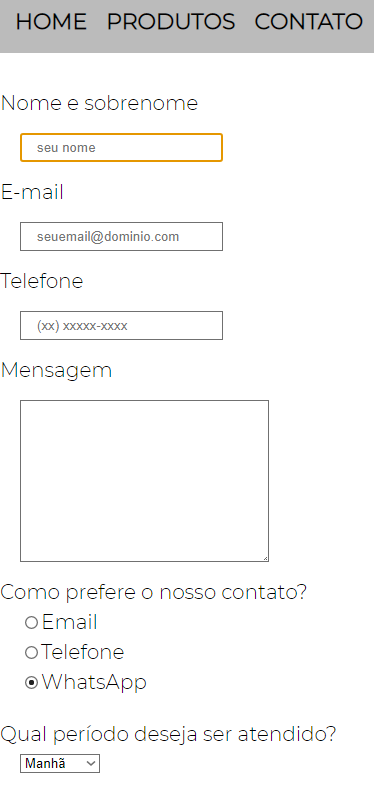 HOME PRODUTOS CONTATO
Nome e sobrenome
seu nome
E-mail
seuemail@dominio.com
Telefone
(xx) xxxxx-xxxx
Mensagem
Como prefere o nosso contato?
Email
Telefone
WhatsApp
Qual período deseja ser atendido?
Manhã